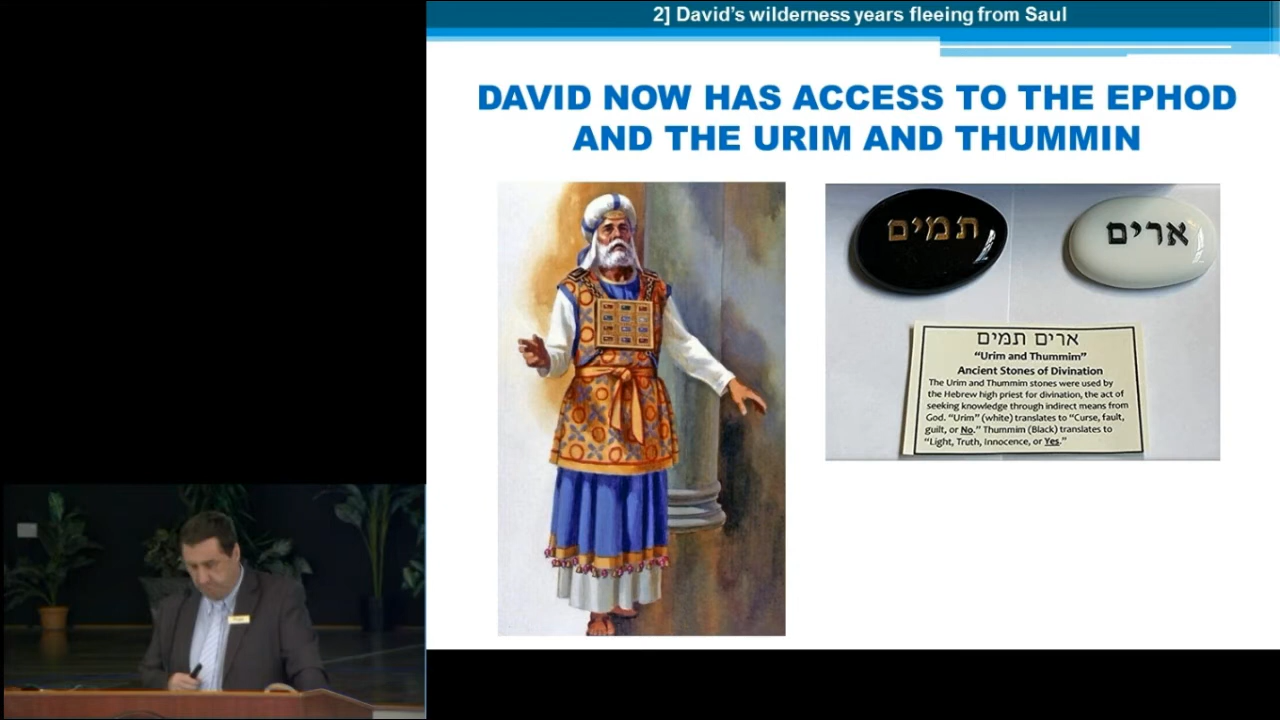 2] David's wilderness years fleeing from Saul
DAVID NOW HAS ACCESS TO THE EPHOD
AND THE URIM AND THUMMIN
תמים
ארים
ארים תמים
"Urim and Thummim"
Ancient Stones of Divination
The Urim and Thummim stones were used by
the Hebrew high priest for divination, the act of
seeking knowledge through indirect means from
God. "Urim" (white) translates to "Curse, fault,
guilt, or No." Thummim (Black) translates to
"Light, Truth, Innocence, or Yes."